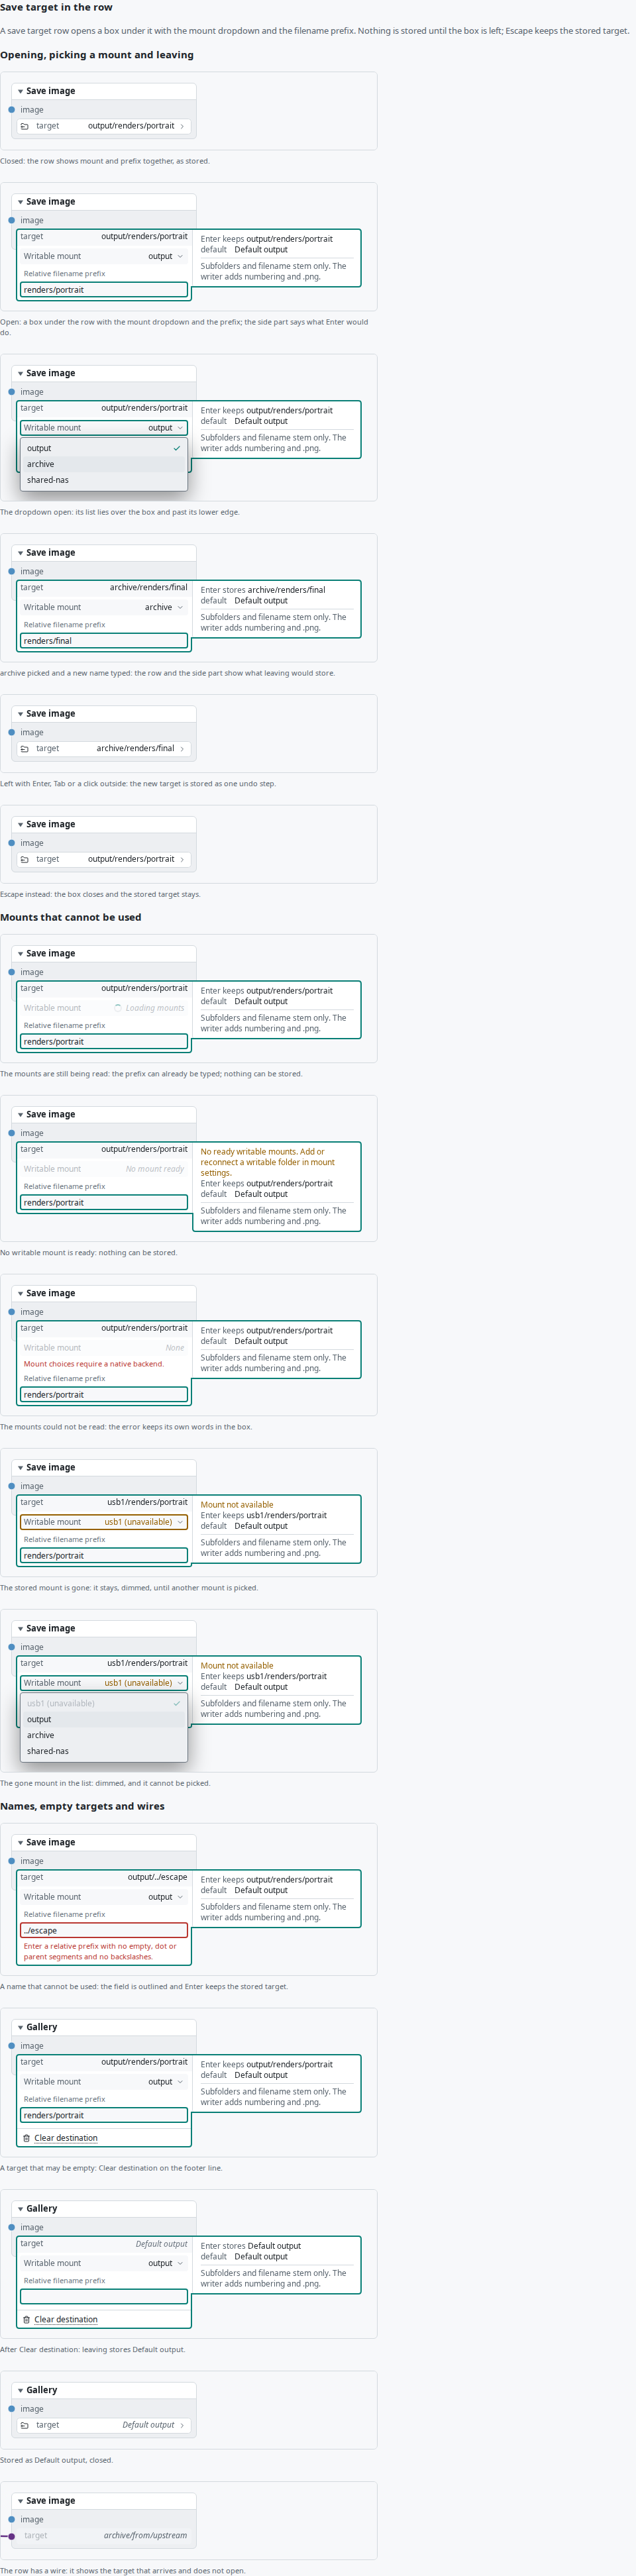 Save target in the row
A save target row opens a box under it with the mount dropdown and the filename prefix. Nothing is stored until the box is left; Escape keeps the stored target.
Opening, picking a mount and leaving
Save image
image
target output/renders/portrait
Closed: the row shows mount and prefix together, as stored.
Save image
image
target output/renders/portrait
Writable mount output
Relative filename prefix
renders/portrait
Enter keeps output/renders/portrait
default Default output
Subfolders and filename stem only. The
writer adds numbering and .png.
Open: a box under the row with the mount dropdown and the prefix; the side part says what Enter would
do.
Save image
image
target output/renders/portrait
Writable mount output
output
archive
shared-nas
Enter keeps output/renders/portrait
default Default output
Subfolders and filename stem only. The
writer adds numbering and .png.
The dropdown open: its list lies over the box and past its lower edge.
Save image
image
target archive/renders/final
Writable mount archive
Relative filename prefix
renders/final
Enter stores archive/renders/final
default Default output
Subfolders and filename stem only. The
writer adds numbering and .png.
archive picked and a new name typed: the row and the side part show what leaving would store.
Save image
image
target archive/renders/final
Left with Enter, Tab or a click outside: the new target is stored as one undo step.
Save image
image
target output/renders/portrait
Escape instead: the box closes and the stored target stays.
Mounts that cannot be used
Save image
image
target output/renders/portrait
Writable mount Loading mounts
Relative filename prefix
renders/portrait
Enter keeps output/renders/portrait
default Default output
Subfolders and filename stem only. The
writer adds numbering and .png.
The mounts are still being read: the prefix can already be typed; nothing can be stored.
Save image
image
target output/renders/portrait
Writable mount No mount ready
Relative filename prefix
renders/portrait
No ready writable mounts. Add or
reconnect a writable folder in mount
settings.
Enter keeps output/renders/portrait
default Default output
Subfolders and filename stem only. The
writer adds numbering and .png.
No writable mount is ready: nothing can be stored.
Save image
image
target output/renders/portrait
Writable mount None
Mount choices require a native backend.
Relative filename prefix
renders/portrait
Enter keeps output/renders/portrait
default Default output
Subfolders and filename stem only. The
writer adds numbering and .png.
The mounts could not be read: the error keeps its own words in the box.
Save image
image
target usb1/renders/portrait
Writable mount usb1 (unavailable)
Relative filename prefix
renders/portrait
Mount not available
Enter keeps usb1/renders/portrait
default Default output
Subfolders and filename stem only. The
writer adds numbering and .png.
The stored mount is gone: it stays, dimmed, until another mount is picked.
Save image
image
target usb1/renders/portrait
Writable mount usb1 (unavailable)
usb1 (unavailable)
output
archive
shared-nas
Mount not available
Enter keeps usb1/renders/portrait
default Default output
Subfolders and filename stem only. The
writer adds numbering and .png.
The gone mount in the list: dimmed, and it cannot be picked.
Names, empty targets and wires
Save image
image
target output/../escape
Writable mount output
Relative filename prefix
../escape
Enter a relative prefix with no empty, dot or
parent segments and no backslashes.
Enter keeps output/renders/portrait
default Default output
Subfolders and filename stem only. The
writer adds numbering and .png.
A name that cannot be used: the field is outlined and Enter keeps the stored target.
Gallery
image
target output/renders/portrait
Writable mount output
Relative filename prefix
renders/portrait
Clear destination
Enter keeps output/renders/portrait
default Default output
Subfolders and filename stem only. The
writer adds numbering and .png.
A target that may be empty: Clear destination on the footer line.
Gallery
image
target Default output
Writable mount output
Relative filename prefix
Clear destination
Enter stores Default output
default Default output
Subfolders and filename stem only. The
writer adds numbering and .png.
After Clear destination: leaving stores Default output.
Gallery
image
target Default output
Stored as Default output, closed.
Save image
image
target archive/from/upstream
The row has a wire: it shows the target that arrives and does not open.